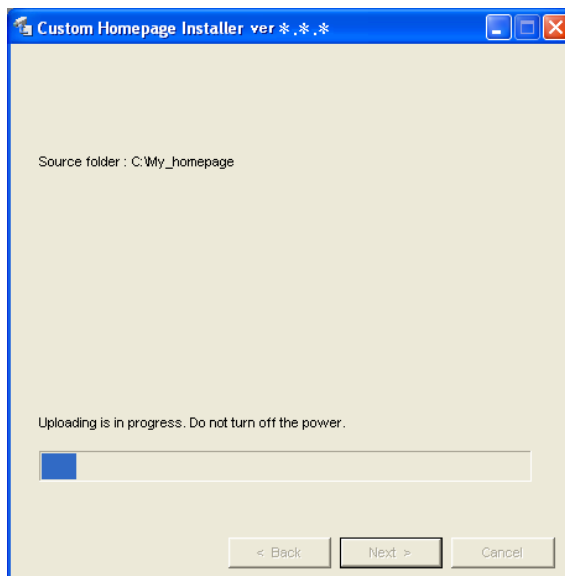 Custom Homepage Installer ver *.*.*
Source folder : C:\My_homepage
Uploading is in progress. Do not turn off the power.
< Back Next > Cancel